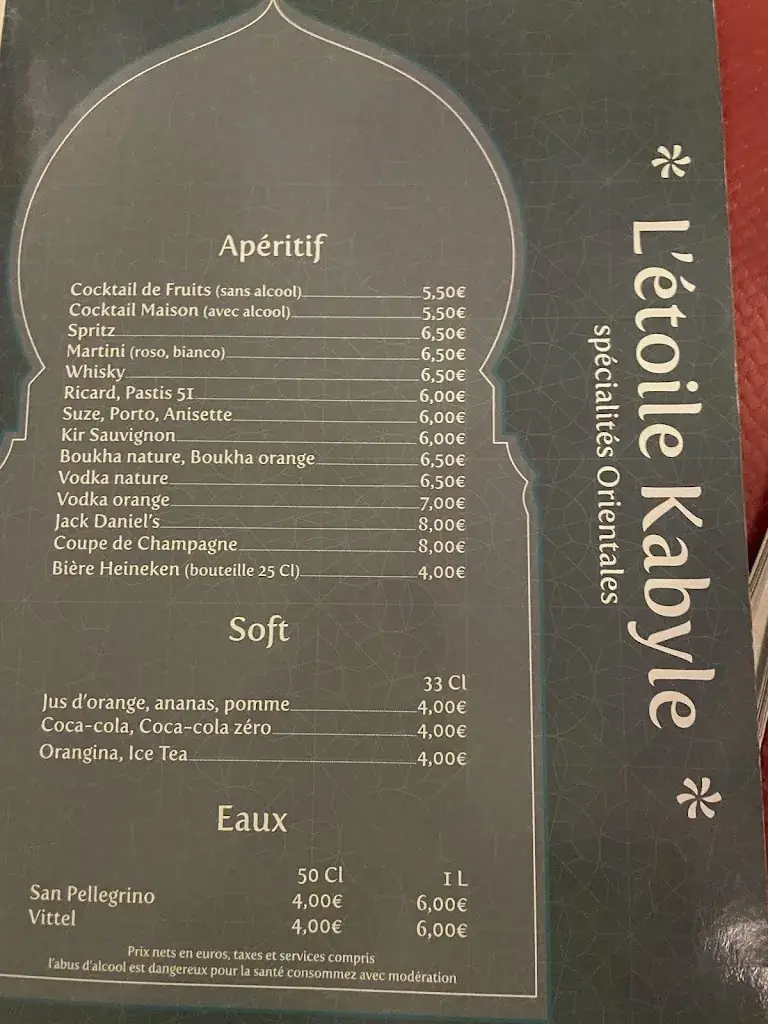 Apéritif
Cocktail de Fruits (sans alcool) 5,50€
Cocktail Maison (avec alcool) 5,50€
Spritz 6,50€
Martini (roso, bianco) 6,50€
Whisky 6,50€
Ricard, Pastis 51 6,00€
Suze, Porto, Anisette 6,00€
Kir Sauvignon 6,00€
Boukha nature, Boukha orange 6,50€
Vodka nature 6,50€
Vodka orange 7,00€
Jack Daniel's 8,00€
Coupe de Champagne 8,00€
Bière Heineken (bouteille 25 Cl) 4,00€
Soft
33 Cl
Jus d'orange, ananas, pomme 4,00€
Coca-cola, Coca-cola zéro 4,00€
Orangina, Ice Tea 4,00€
Eaux
50 Cl 1 L
San Pellegrino 4,00€ 6,00€
Vittel 4,00€ 6,00€
Prix nets en euros, taxes et services compris
l'abus d'alcool est dangereux pour la santé consommez avec modération
L'étoile Kabyle
spécialités Orientales